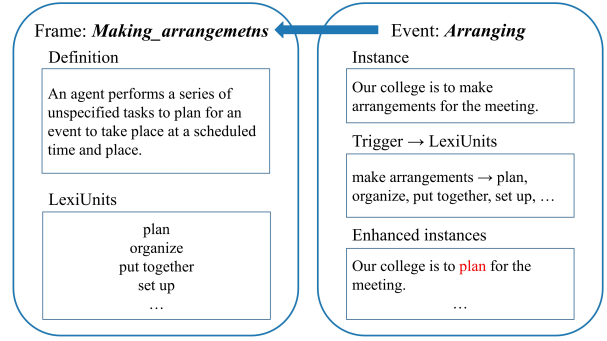 Frame: Making_arrangemetns
Definition
An agent performs a series of
unspecified tasks to plan for an
event to take place at a scheduled
time and place.
LexiUnits
plan
organize
put together
set up
…
Event: Arranging
Instance
Our college is to make
arrangements for the meeting.
Trigger → LexiUnits
make arrangements → plan,
organize, put together, set up, …
Enhanced instances
Our college is to plan for the
meeting.
…